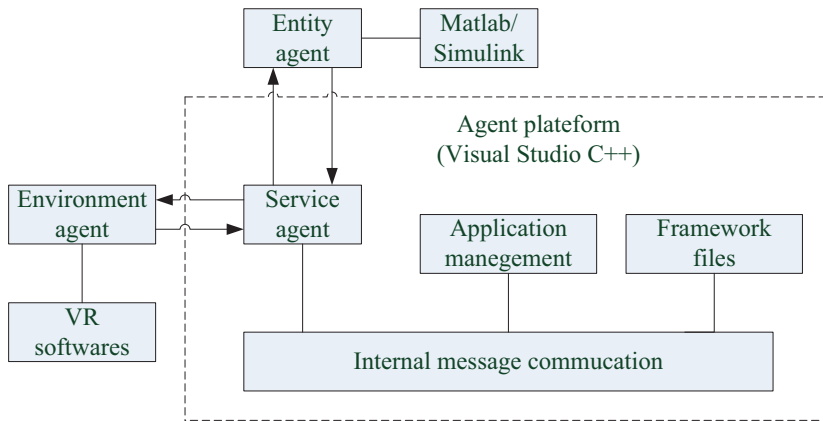 Entity
agent
Matlab/
Simulink
Agent plateform
(Visual Studio C++)
Environment
agent
Service
agent
Application
manegement
Framework
files
VR
softwares
Internal message commucation